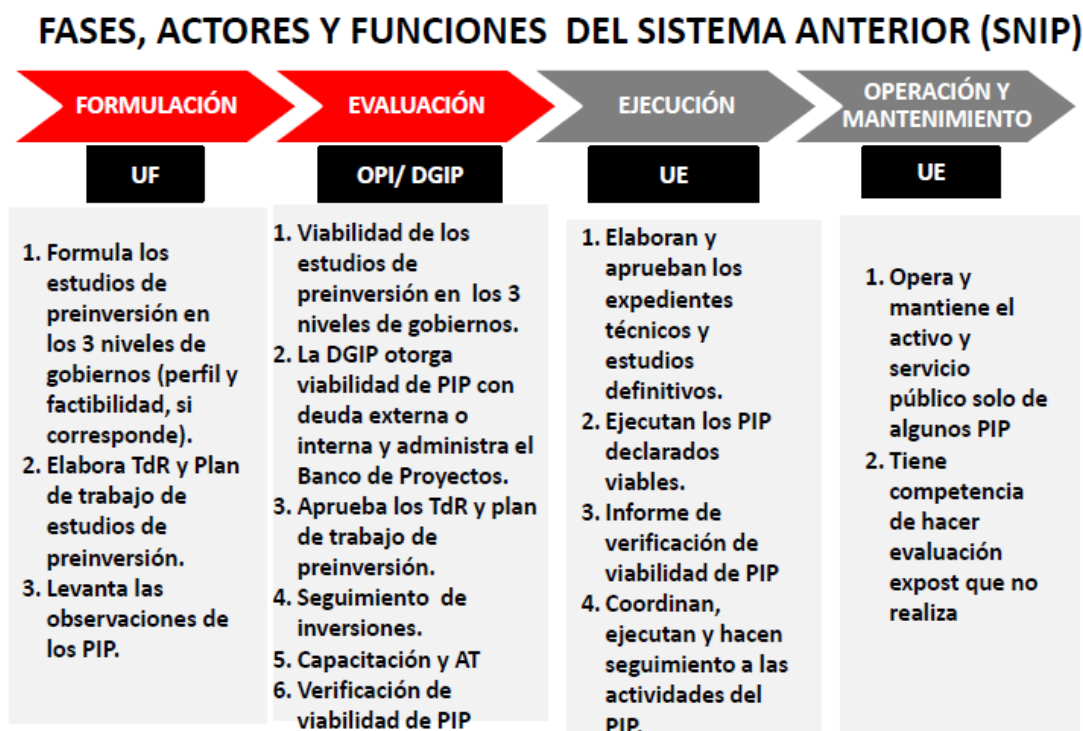 FASES, ACTORES Y FUNCIONES DEL SISTEMA ANTERIOR (SNIP)
FORMULACIÓN
UF
1. Formula los
estudios de
preinversión en
los 3 niveles de
gobiernos (perfil y
factibilidad, si
corresponde).
2. Elabora TdR y Plan
de trabajo de
estudios de
preinversión.
3. Levanta las
observaciones de
los PIP.
EVALUACIÓN
OPI/ DGIP
1. Viabilidad de los
estudios de
preinversión en los 3
niveles de gobiernos.
2. La DGIP otorga
viabilidad de PIP con
deuda externa o
interna y administra el
Banco de Proyectos.
3. Aprueba los TdR y plan
de trabajo de
preinversión.
4. Seguimiento de
inversiones.
5. Capacitación y AT
6. Verificación de
viabilidad de PIP
EJECUCIÓN
UE
1. Elaboran y
aprueban los
expedientes
técnicos y
estudios
definitivos.
2. Ejecutan los PIP
declarados
viables.
3. Informe de
verificación de
viabilidad de PIP
4. Coordinan,
ejecutan y hacen
seguimiento a las
actividades del
PIP.
OPERACIÓN Y
MANTENIMIENTO
UE
1. Opera y
mantiene el
activo y
servicio
público solo de
algunos PIP
2. Tiene
competencia
de hacer
evaluación
expost que no
realiza